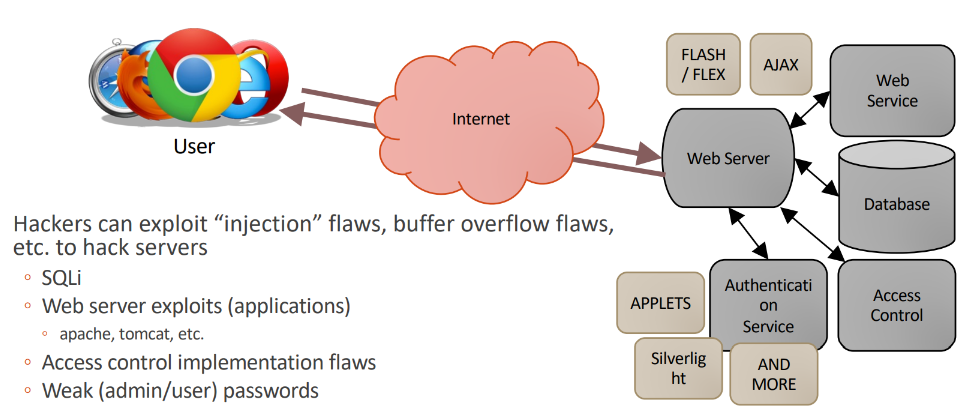 FLASH
/ FLEX
AJAX
Web
Service
Internet
User
Web Server
Database
Hackers can exploit “injection” flaws, buffer overflow flaws,
etc. to hack servers
◦ SQLi
◦ Web server exploits (applications)
◦ apache, tomcat, etc.
◦ Access control implementation flaws
◦ Weak (admin/user) passwords
APPLETS
Authenticati
on
Service
Access
Control
Silverlig
ht
AND
MORE